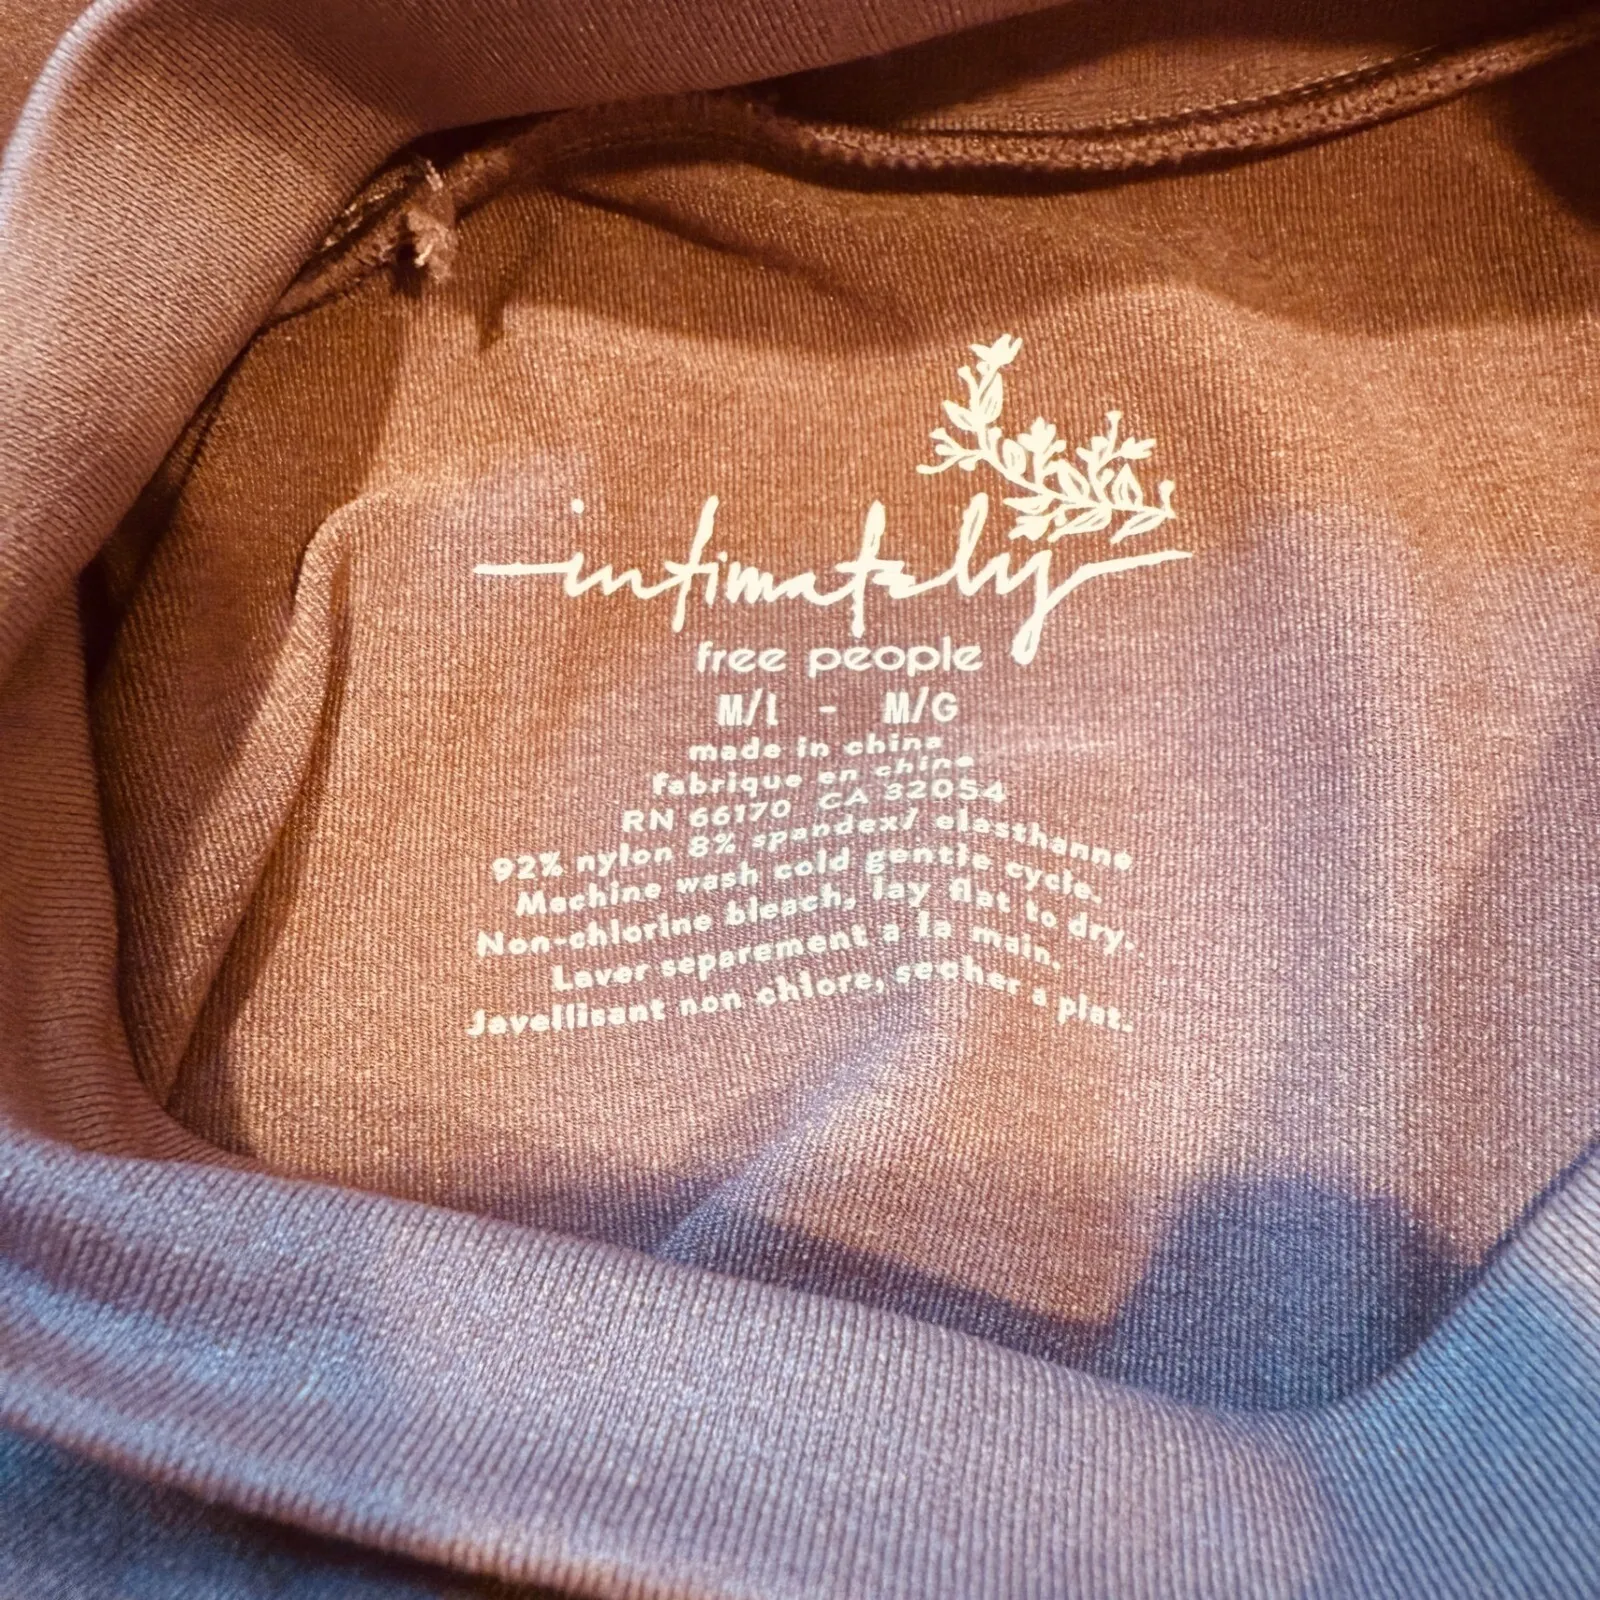 intimately
free people
M/L - M/G
made in china
Fabrique en chine
RN 66170 CA 32054
92% nylon 8% spandex/ elasthanne
Machine wash cold gentle cycle.
Non-chlorine bleach, lay flat to dry.
Laver separement a la main.
Javellisant non chlore, secher a plat.